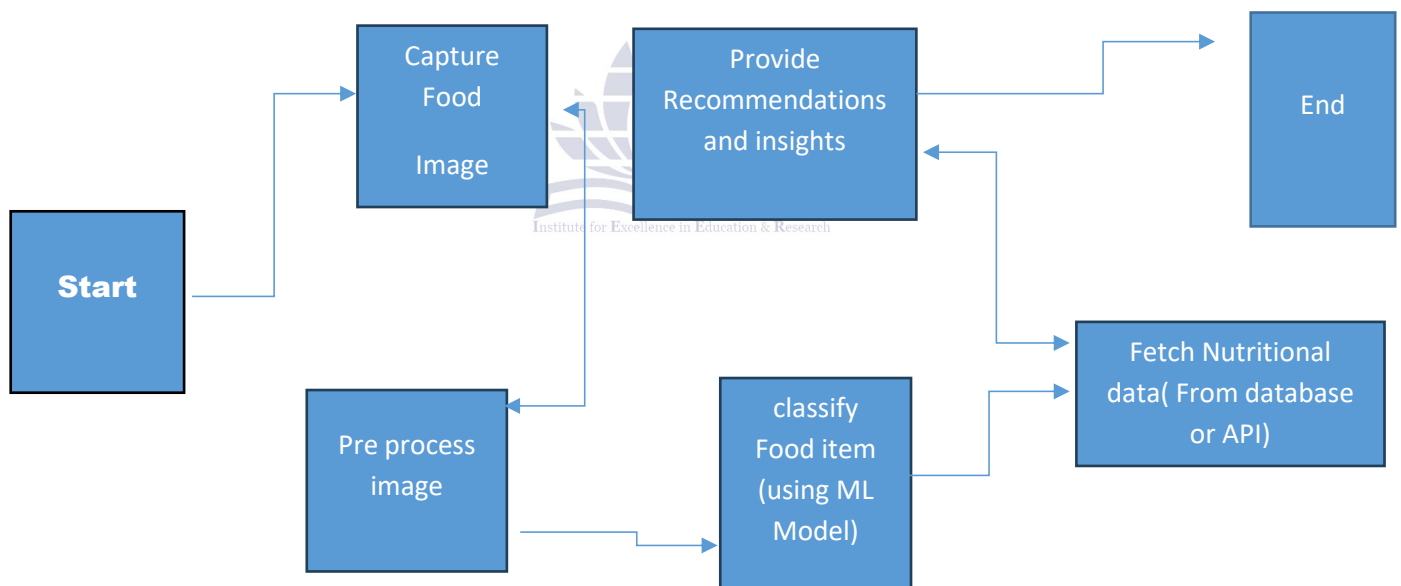 Start
Capture
Food
Image
Provide
Recommendations
and insights
End
Institute for Excellence in Education & Research
Pre process
image
classify
Food item
(using ML
Model)
Fetch Nutritional
data( From database
or API)